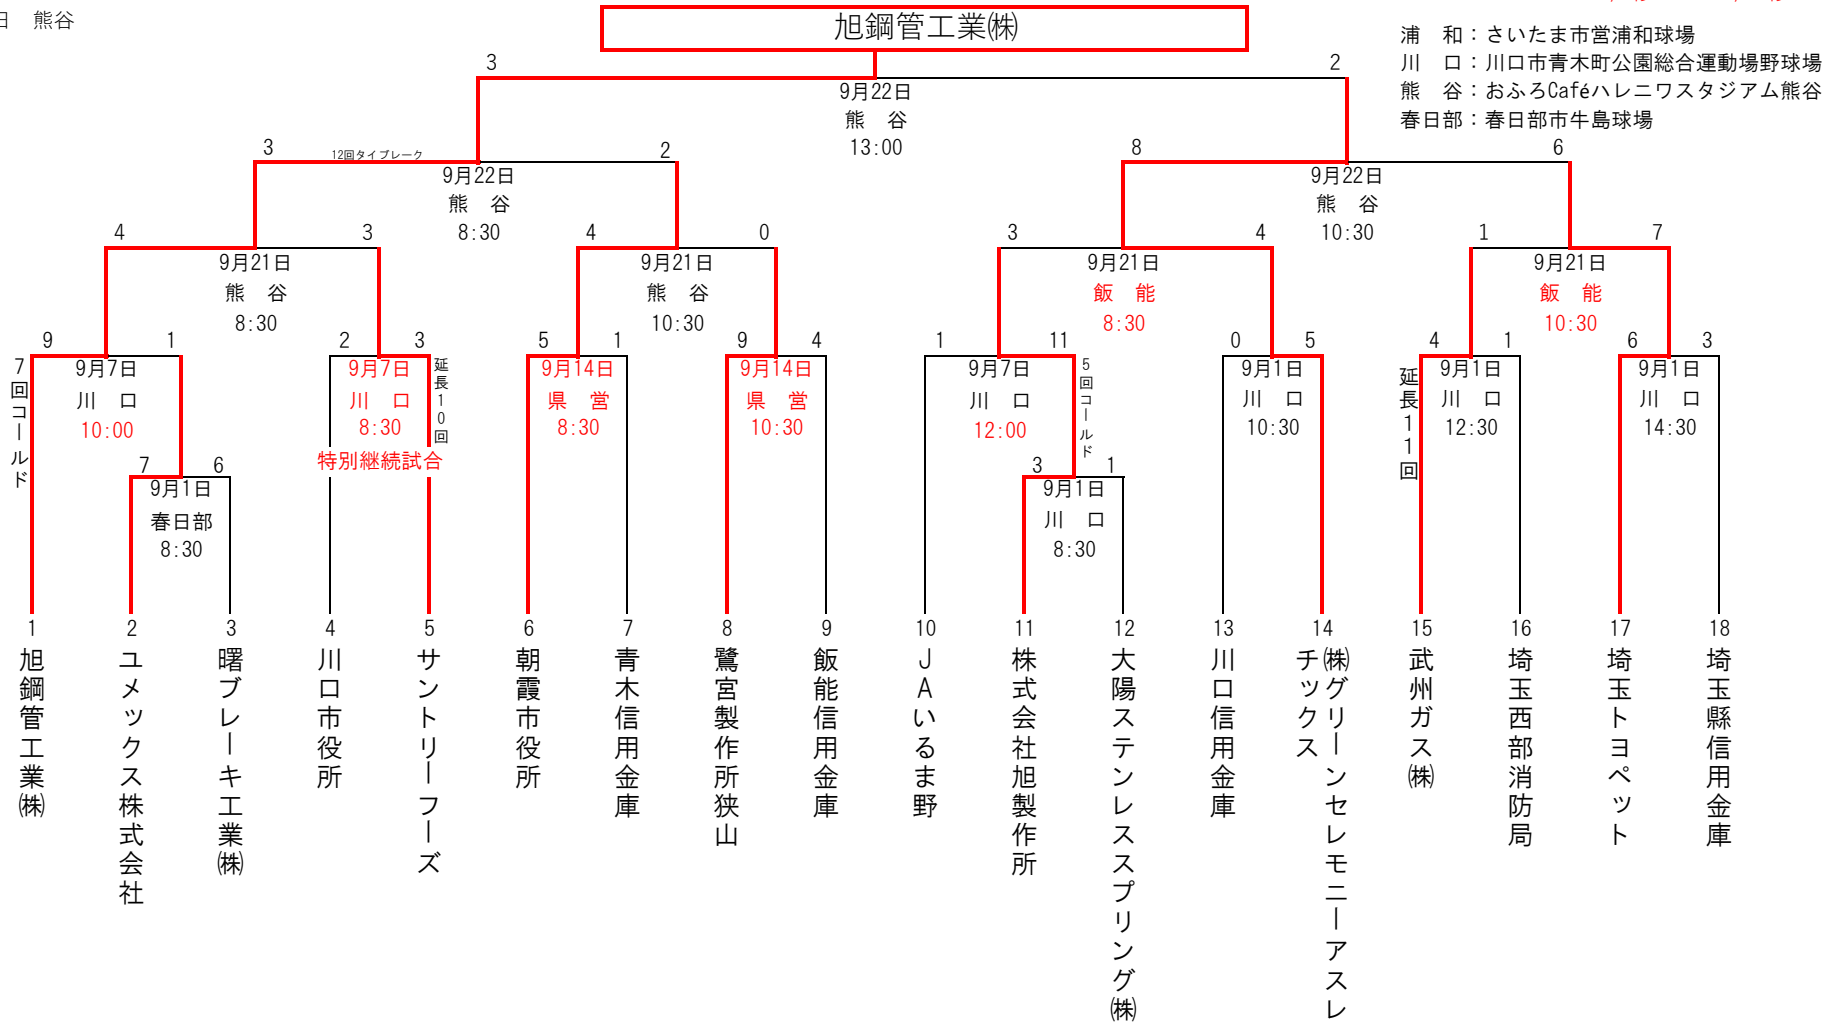 日　熊谷
旭鋼管工業㈱
浦　和：さいたま市営浦和球場
川　口：川口市青木町公園総合運動場野球場
熊　谷：おふろCaféハレニワスタジアム熊谷
春日部：春日部市牛島球場
3
2
9月22日
熊　谷
13:00
3
12回タイブレーク
2
9月22日
熊　谷
8:30
8
6
9月22日
熊　谷
10:30
4
3
9月21日
熊　谷
8:30
4
0
9月21日
熊　谷
10:30
3
4
9月21日
飯　能
8:30
1
7
9月21日
飯　能
10:30
7回コールド
9
1
9月7日
川　口
10:00
2
3
9月7日
川　口
8:30
特別継続試合
延長10回
5
1
9月14日
県　営
8:30
9
4
9月14日
県　営
10:30
1
11
9月7日
川　口
12:00
5回コールド
0
5
9月1日
川　口
10:30
延長11回
4
1
9月1日
川　口
12:30
6
3
9月1日
川　口
14:30
7
6
9月1日
春日部
8:30
3
1
9月1日
川　口
8:30
1
旭鋼管工業㈱
2
ユメックス株式会社
3
曙ブレーキ工業㈱
4
川口市役所
5
サントリーフーズ
6
朝霞市役所
7
青木信用金庫
8
鷺宮製作所狭山
9
飯能信用金庫
10
JAいるま野
11
株式会社旭製作所
12
大陽ステンレススプリング㈱
13
川口信用金庫
14
㈱グリーンセレモニーアスレ
チックス
15
武州ガス㈱
16
埼玉西部消防局
17
埼玉トヨペット
18
埼玉縣信用金庫